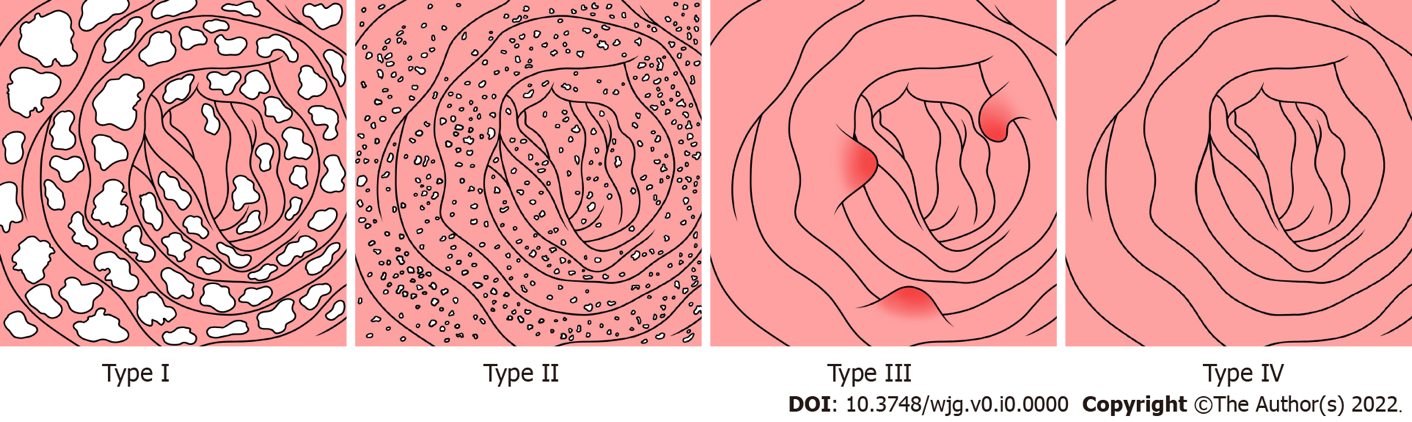 Type I
Type II
Type III
Type IV
DOI: 10.3748/wjg.v0.i0.0000 Copyright ©The Author(s) 2022.